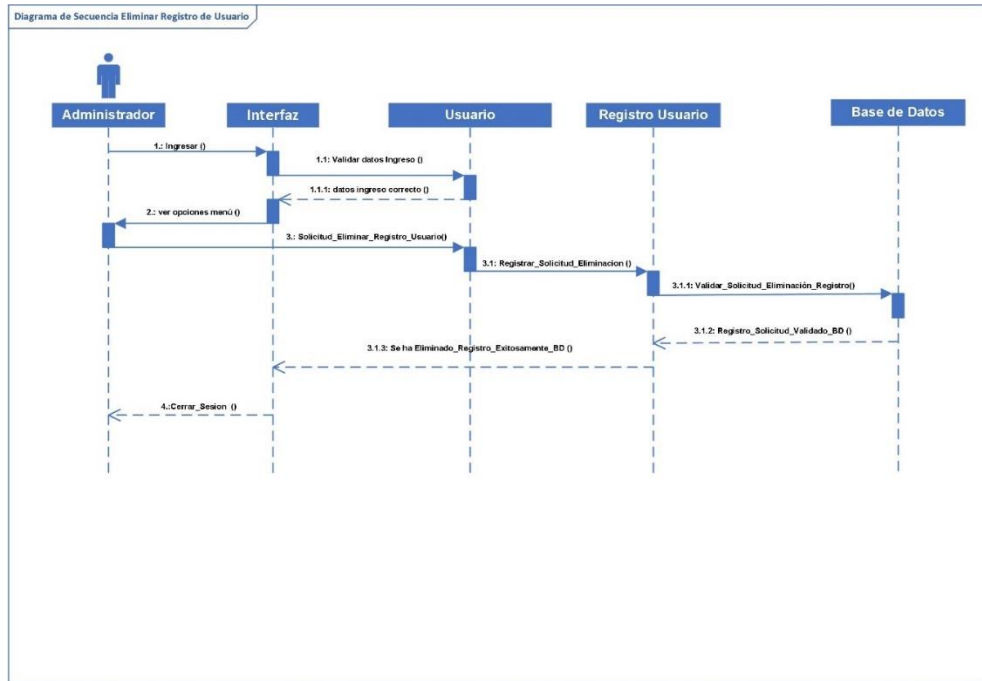 Diagrama de Secuencia Eliminar Registro de Usuario
Administrador
Interfaz
Usuario
Registro Usuario
Base de Datos
1.: Ingresar ()
1.1: Validar datos Ingreso ()
1.1.1: datos ingreso correcto ()
2.: ver opciones menú ()
3.: Solicitud_Eliminar_Registro_Usuario()
3.1: Registrar_Solicitud_Eliminacion ()
3.1.1: Validar_Solicitud_Eliminación_Registro()
3.1.2: Registro_Solicitud_Validado_BD ()
3.1.3: Se ha Eliminado_Registro_Exitosamente_BD ()
4.:Cerrar_Sesion ()